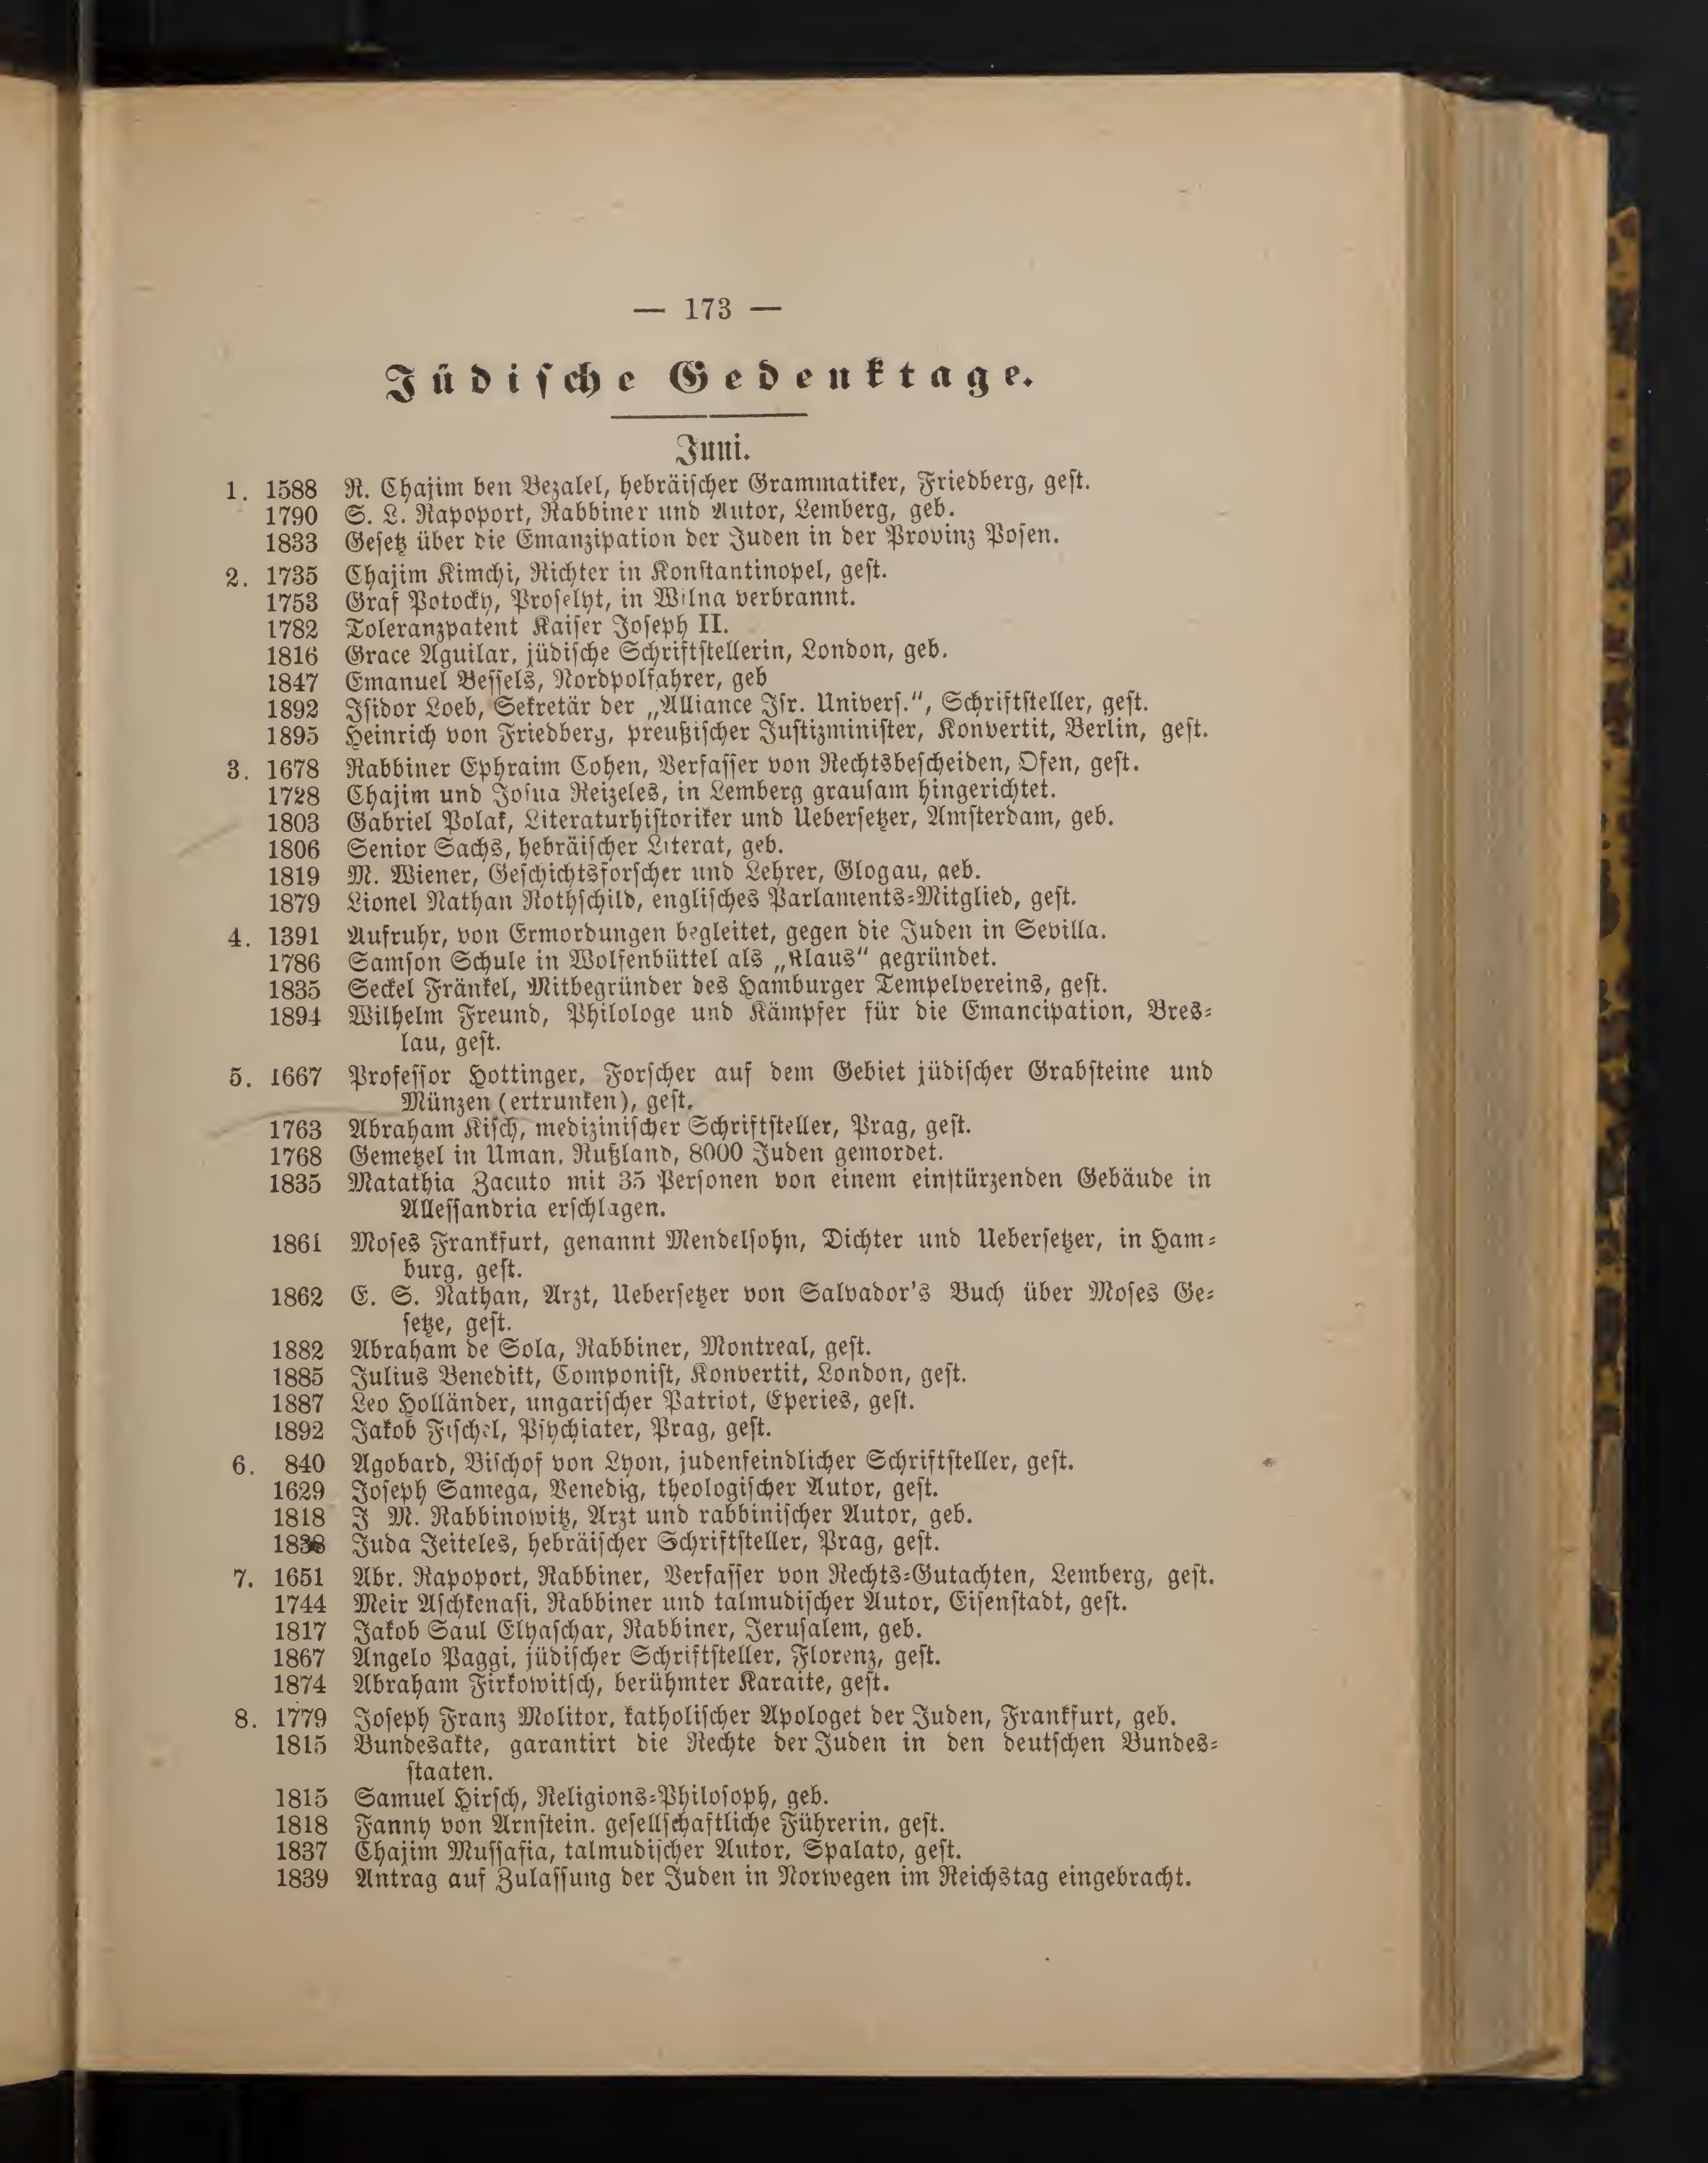 — 173 —
Jüdische Gedenktage.
Juni.
1. 1588 R. Chajim ben Bezalel, hebräischer Grammatiker, Friedberg, gest.
1790 S. L. Rapoport, Rabbiner und Autor, Lemberg, geb.
1833 Gesetz über die Emanzipation der Juden in der Provinz Posen.
2. 1735 Chajim Kimchi, Richter in Konstantinopel, gest.
1753 Graf Potocky, Proselyt, in Wilna verbrannt.
1782 Toleranzpatent Kaiser Joseph II.
1816 Grace Aguilar, jüdische Schriftstellerin, London, geb.
1847 Emanuel Bessels, Nordpolfahrer, geb
1892 Isidor Loeb, Sekretär der „Alliance Isr. Univers.", Schriftsteller, gest.
1895 Heinrich von Friedberg, preußischer Justizminister, Konvertit, Berlin, gest.
3. 1678 Rabbiner Ephraim Cohen, Verfasser von Rechtsbescheiden, Ofen, gest.
1728 Chajim und Josua Reizeles, in Lemberg grausam hingerichtet.
1803 Gabriel Polak, Literaturhistoriker und Uebersetzer, Amsterdam, geb.
1806 Senior Sachs, hebräischer Literat, geb.
1819 M. Wiener, Geschichtsforscher und Lehrer, Glogau, geb.
1879 Lionel Nathan Rothschild, englisches Parlaments-Mitglied, gest.
4. 1391 Aufruhr, von Ermordungen begleitet, gegen die Juden in Sevilla.
1786 Samson Schule in Wolfenbüttel als „Klaus" gegründet.
1835 Seckel Fränkel, Mitbegründer des Hamburger Tempelvereins, gest.
1894 Wilhelm Freund, Philologe und Kämpfer für die Emancipation, Bres-
lau, gest.
5. 1667 Professor Hottinger, Forscher auf dem Gebiet jüdischer Grabsteine und
Münzen (ertrunken), gest.
1763 Abraham Kisch, medizinischer Schriftsteller, Prag, gest.
1768 Gemetzel in Uman, Rußland, 8000 Juden gemordet.
1835 Matathia Zacuto mit 35 Personen von einem einstürzenden Gebäude in
Allessandria erschlagen.
1861 Moses Frankfurt, genannt Mendelsohn, Dichter und Uebersetzer, in Ham-
burg, gest.
1862 E. S. Nathan, Arzt, Uebersetzer von Salvador's Buch über Moses Ge-
setze, gest.
1882 Abraham de Sola, Rabbiner, Montreal, gest.
1885 Julius Benedikt, Componist, Konvertit, London, gest.
1887 Leo Holländer, ungarischer Patriot, Eperies, gest.
1892 Jakob Fischel, Psychiater, Prag, gest.
6. 840 Agobard, Bischof von Lyon, judenfeindlicher Schriftsteller, gest.
1629 Joseph Samega, Venedig, theologischer Autor, gest.
1818 J M. Rabbinowitz, Arzt und rabbinischer Autor, geb.
1838 Juda Jeiteles, hebräischer Schriftsteller, Prag, gest.
7. 1651 Abr. Rapoport, Rabbiner, Verfasser von Rechts-Gutachten, Lemberg, gest.
1744 Meir Aschkenasi, Rabbiner und talmudischer Autor, Eisenstadt, gest.
1817 Jakob Saul Elyaschar, Rabbiner, Jerusalem, geb.
1867 Angelo Paggi, jüdischer Schriftsteller, Florenz, gest.
1874 Abraham Firkowitsch, berühmter Karaite, gest.
8. 1779 Joseph Franz Molitor, katholischer Apologet der Juden, Frankfurt, geb.
1815 Bundesakte, garantirt die Rechte der Juden in den deutschen Bundes-
staaten.
1815 Samuel Hirsch, Religions-Philosoph, geb.
1818 Fanny von Arnstein, gesellschaftliche Führerin, gest.
1837 Chajim Mussafia, talmudischer Autor, Spalato, gest.
1839 Antrag auf Zulassung der Juden in Norwegen im Reichstag eingebracht.